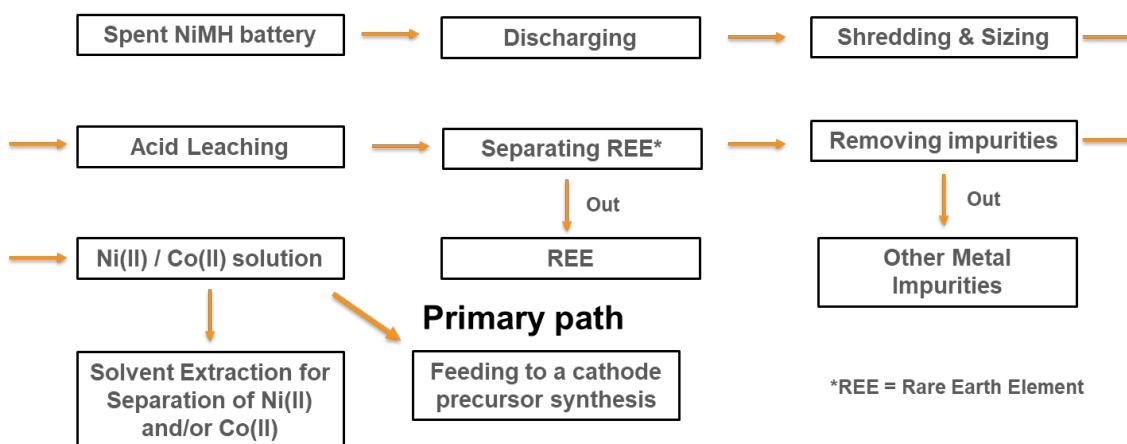 Spent NiMH battery
Discharging
Shredding & Sizing
Acid Leaching
Separating REE*
Removing impurities
Out
Out
Ni(II) / Co(II) solution
REE
Other Metal
Impurities
Primary path
Solvent Extraction for
Separation of Ni(II)
and/or Co(II)
Feeding to a cathode
precursor synthesis
*REE = Rare Earth Element